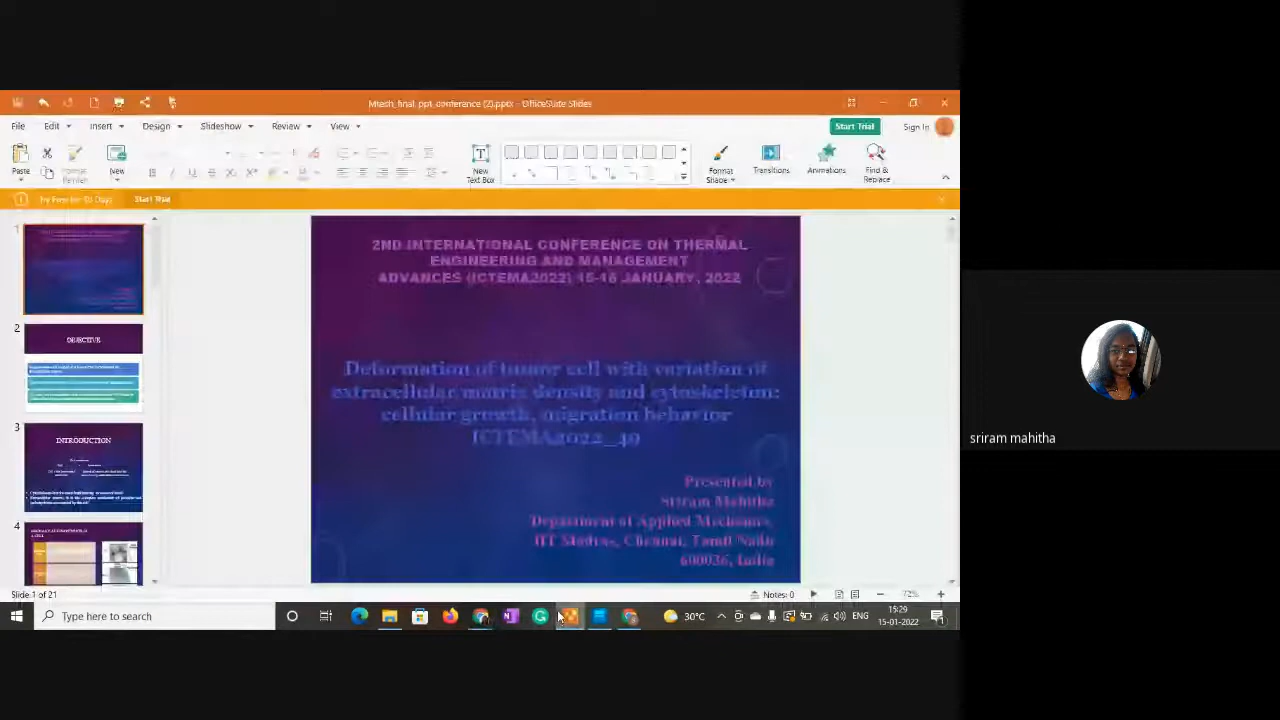 Mtech_final_ppt_conference (2).pptx - OfficeSuite Slides
File Edit Insert Design Slideshow Review View Start Trial Sign In
Paste Format Painter New New Text Box Format Shape Transitions Animations Find & Replace
Try Free for 30 Days Start Trial
1
2
OBJECTIVE
3
INTRODUCTION
4
2ND INTERNATIONAL CONFERENCE ON THERMAL
ENGINEERING AND MANAGEMENT
ADVANCES (ICTEMA2022) 15-16 JANUARY, 2022
Deformation of tumor cell with variation of
extracellular matrix density and cytoskeleton:
cellular growth, migration behavior
ICTEMA2022_49
Presented by
Sriram Mahitha
Department of Applied Mechanics,
IIT Madras, Chennai, Tamil Nadu
600036, India
sriram mahitha
Slide 1 of 21 Notes: 0 72%
Type here to search 30°C ENG 15:29
15-01-2022